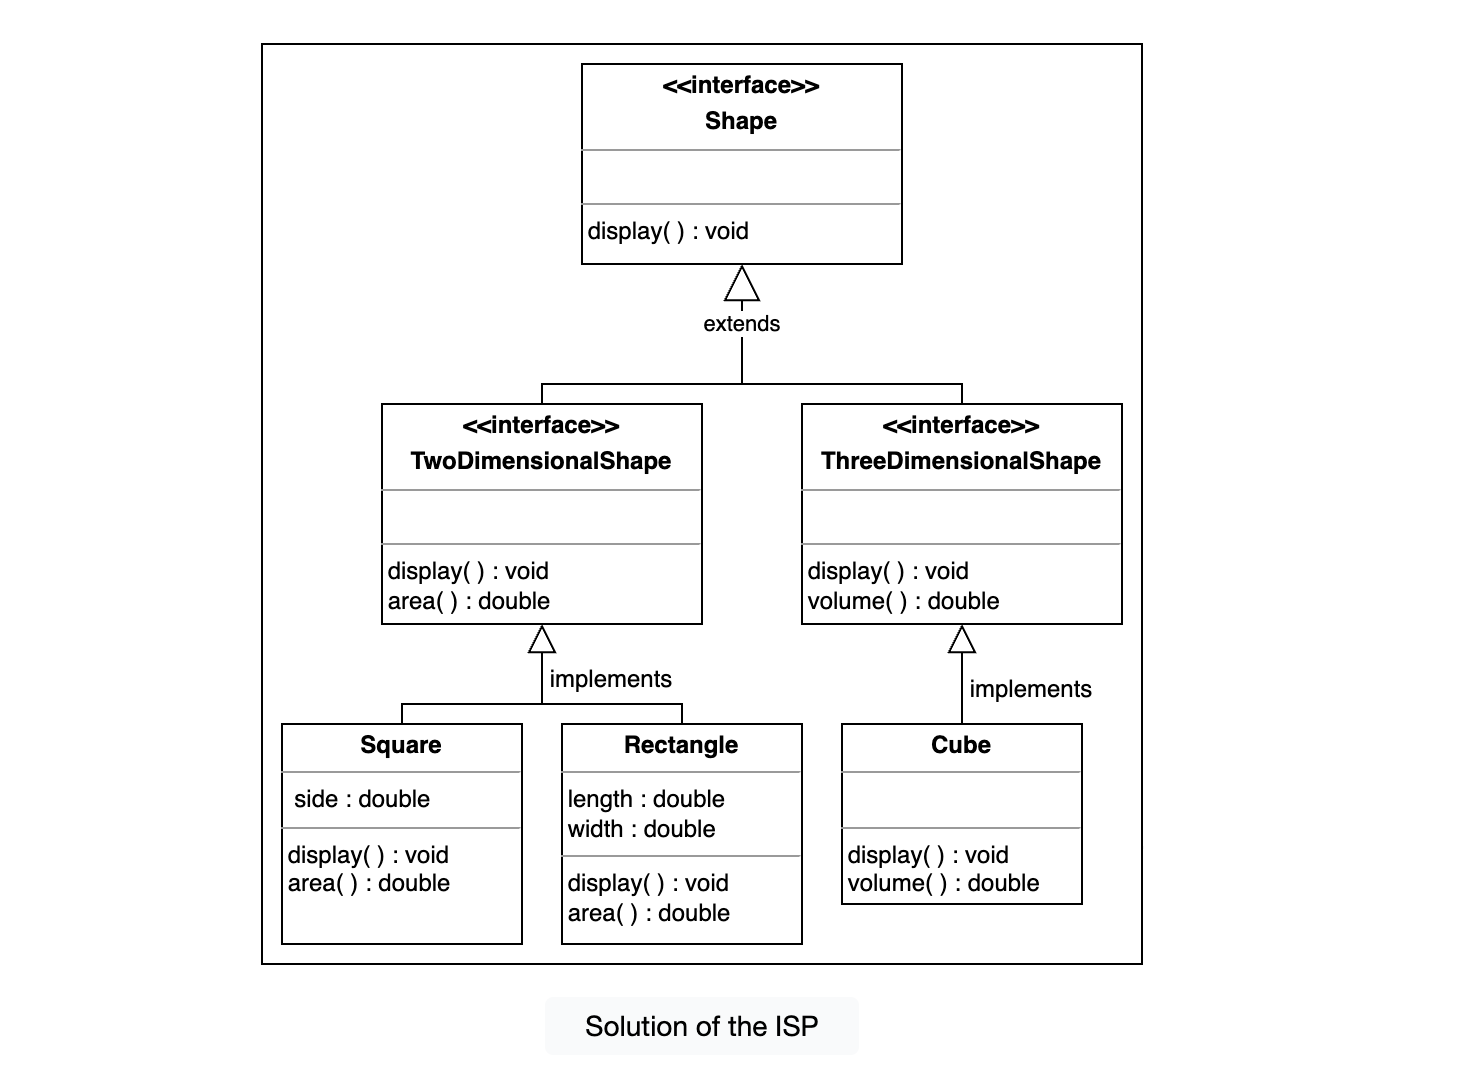 <<interface>>
Shape
display( ) : void
extends
<<interface>>
TwoDimensionalShape
display( ) : void
area( ) : double
<<interface>>
ThreeDimensionalShape
display( ) : void
volume( ) : double
implements
implements
Square
side : double
display( ) : void
area( ) : double
Rectangle
length : double
width : double
display( ) : void
area( ) : double
Cube
display( ) : void
volume( ) : double
Solution of the ISP